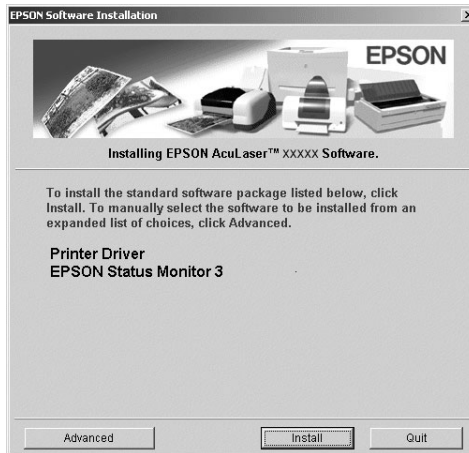 EPSON Software Installation
EPSON
Installing EPSON AcuLaser™ XXXXX Software.
To install the standard software package listed below, click
Install. To manually select the software to be installed from an
expanded list of choices, click Advanced.
Printer Driver
EPSON Status Monitor 3
Advanced
Install
Quit